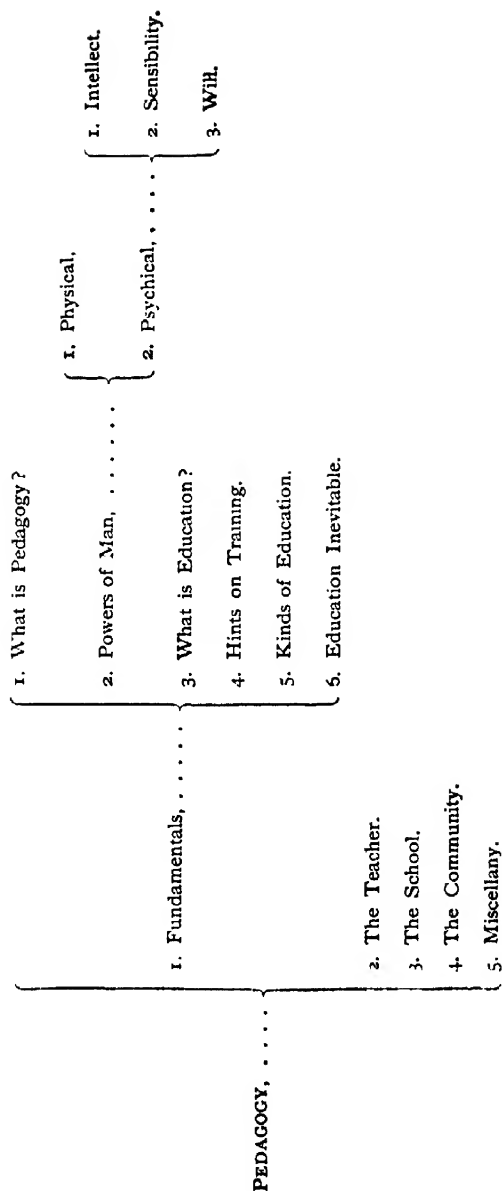 PEDAGOGY, . . . .
1. Fundamentals, . . . . . .
1. What is Pedagogy?
2. Powers of Man, . . . . . .
1. Physical.
2. Psychical, . . . .
1. Intellect.
2. Sensibility.
3. Will.
3. What is Education?
4. Hints on Training.
5. Kinds of Education.
5. Education Inevitable.
2. The Teacher.
3. The School.
4. The Community.
5. Miscellany.